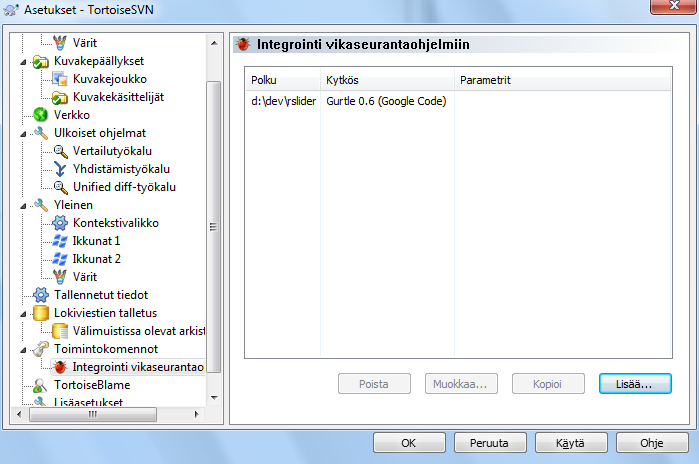 Asetukset - TortoiseSVN
Värit
Kuvakepäällykset
Kuvakejoukko
Kuvakekäsittelijät
Verkko
Ulkoiset ohjelmat
Vertailutyökalu
Yhdistämistyökalu
Unified diff-työkalu
Yleinen
Kontekstivalikko
Ikkunat 1
Ikkunat 2
Värit
Tallennetut tiedot
Lokiviestien talletus
Välimuistissa olevat arkist
Toimintokomennot
Integrointi vikaseurantao
TortoiseBlame
Lisäasetukset
Integrointi vikaseurantaohjelmiin
Polku Kytkös Parametrit
d:\dev\rslider Gurtle 0.6 (Google Code)
Poista Muokkaa... Kopioi Lisää...
OK Peruuta Käytä Ohje